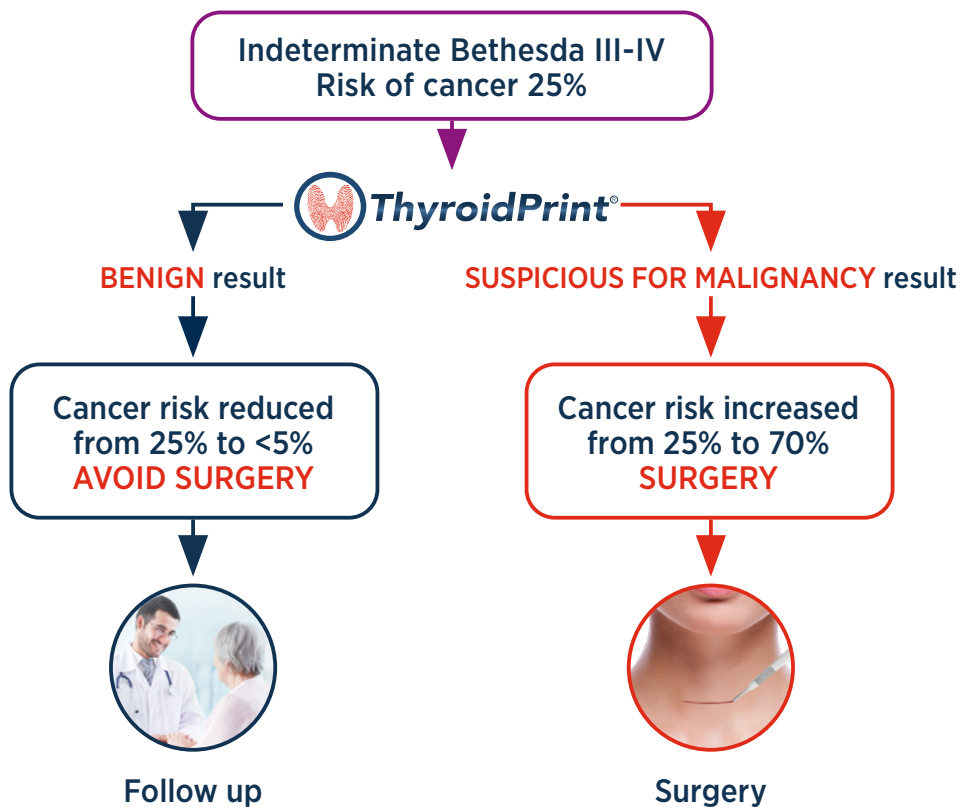 Indeterminate Bethesda III-IV
Risk of cancer 25%
ThyroidPrint®
BENIGN result
SUSPICIOUS FOR MALIGNANCY result
Cancer risk reduced
from 25% to <5%
AVOID SURGERY
Cancer risk increased
from 25% to 70%
SURGERY
Follow up
Surgery